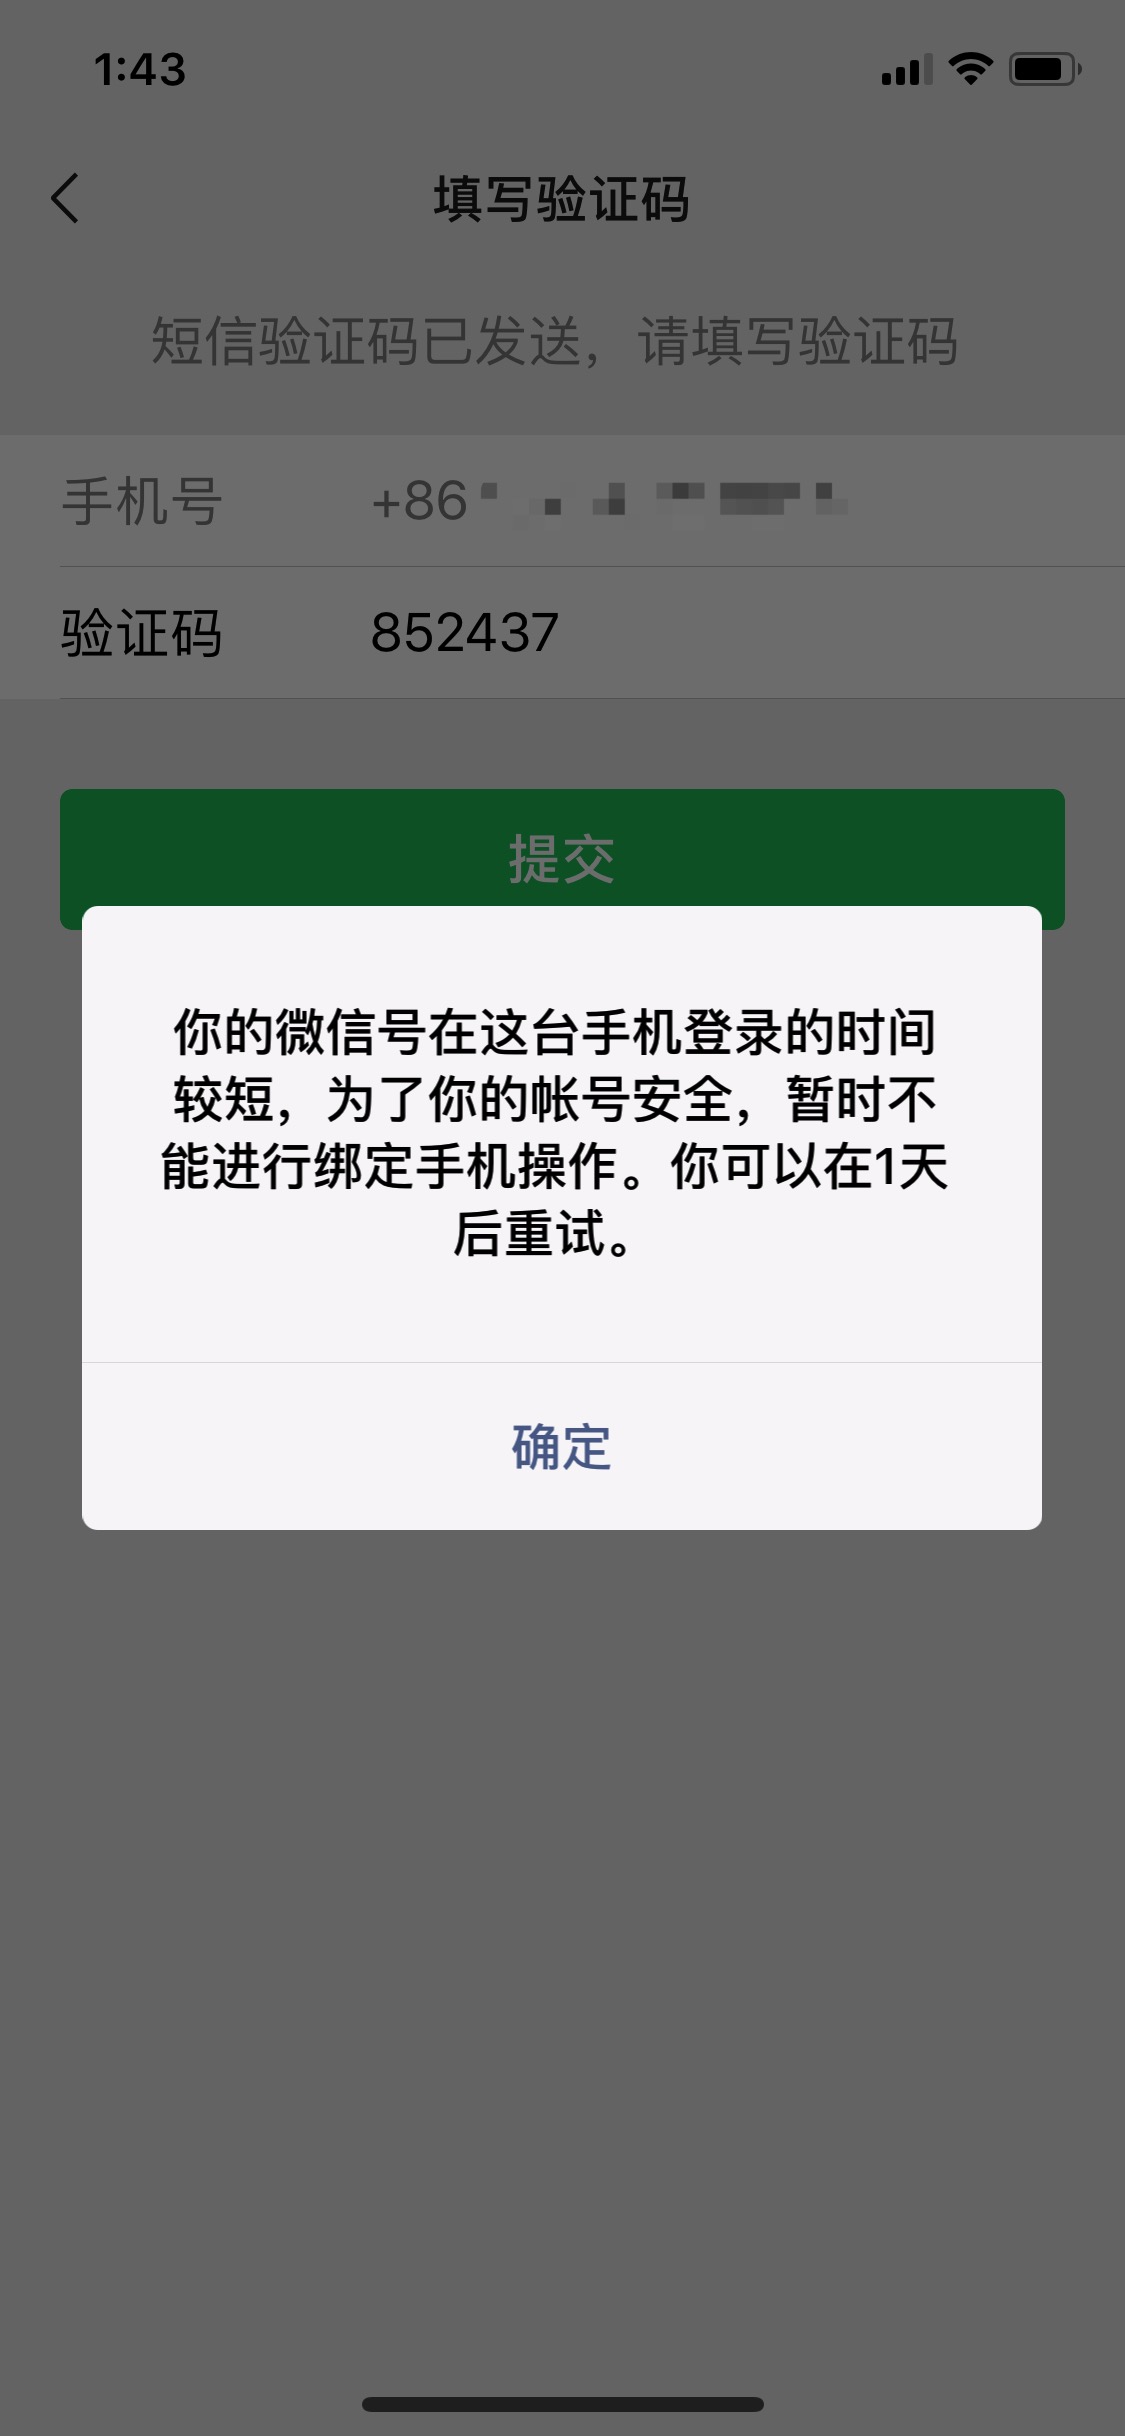 1:43
填写验证码
短信验证码已发送，请填写验证码
手机号 +86
验证码 852437
提交
你的微信号在这台手机登录的时间
较短，为了你的帐号安全，暂时不
能进行绑定手机操作。你可以在1天
后重试。
确定